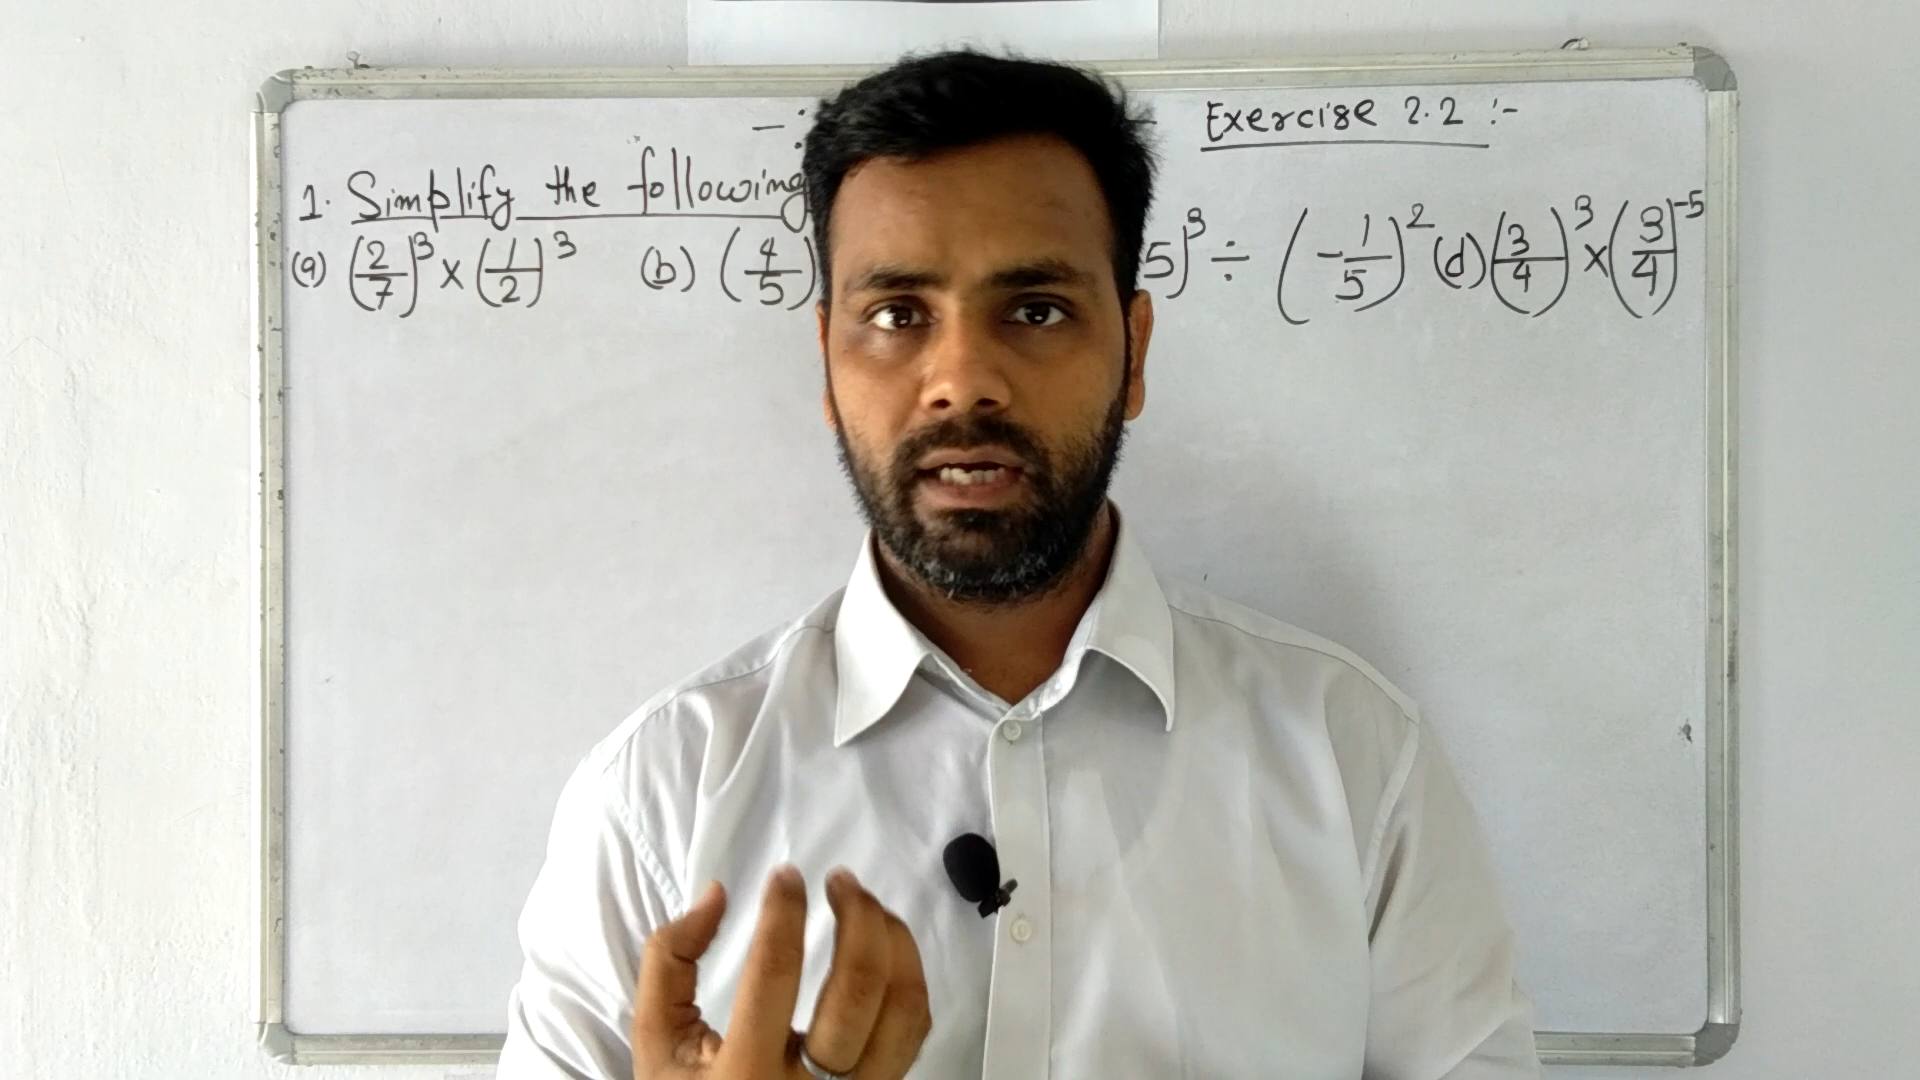 Exercise 2.2 :-
1. Simplify the following
(a) (2/7)^3 × (1/2)^3 (b) (4/5) 5)^3 ÷ (-1/5)^2 (d) (3/4)^3 × (3/4)^-5